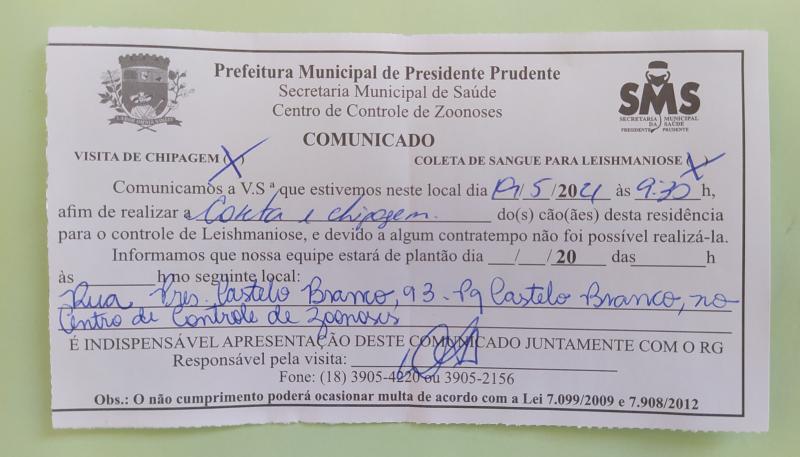 Prefeitura Municipal de Presidente Prudente
Secretaria Municipal de Saúde
Centro de Controle de Zoonoses
SMS
SECRETARIA MUNICIPAL
DA SAÚDE
PRESIDENTE PRUDENTE
COMUNICADO
VISITA DE CHIPAGEM (X) COLETA DE SANGUE PARA LEISHMANIOSE (X)
Comunicamos a V.Sª que estivemos neste local dia 19/5/2021 às 9:30 h,
afim de realizar a Coleta e chipagem. do(s) cão(ães) desta residência
para o controle de Leishmaniose, e devido a algum contratempo não foi possível realizá-la.
Informamos que nossa equipe estará de plantão dia ___/___/20 das________h
às ________h no seguinte local:
Rua Pres. Castelo Branco, 93 - Pq Castelo Branco, no
Centro de Controle de Zoonoses
É INDISPENSÁVEL APRESENTAÇÃO DESTE COMUNICADO JUNTAMENTE COM O RG
Responsável pela visita:
Fone: (18) 3905-4220 ou 3905-2156
Obs.: O não cumprimento poderá ocasionar multa de acordo com a Lei 7.099/2009 e 7.908/2012